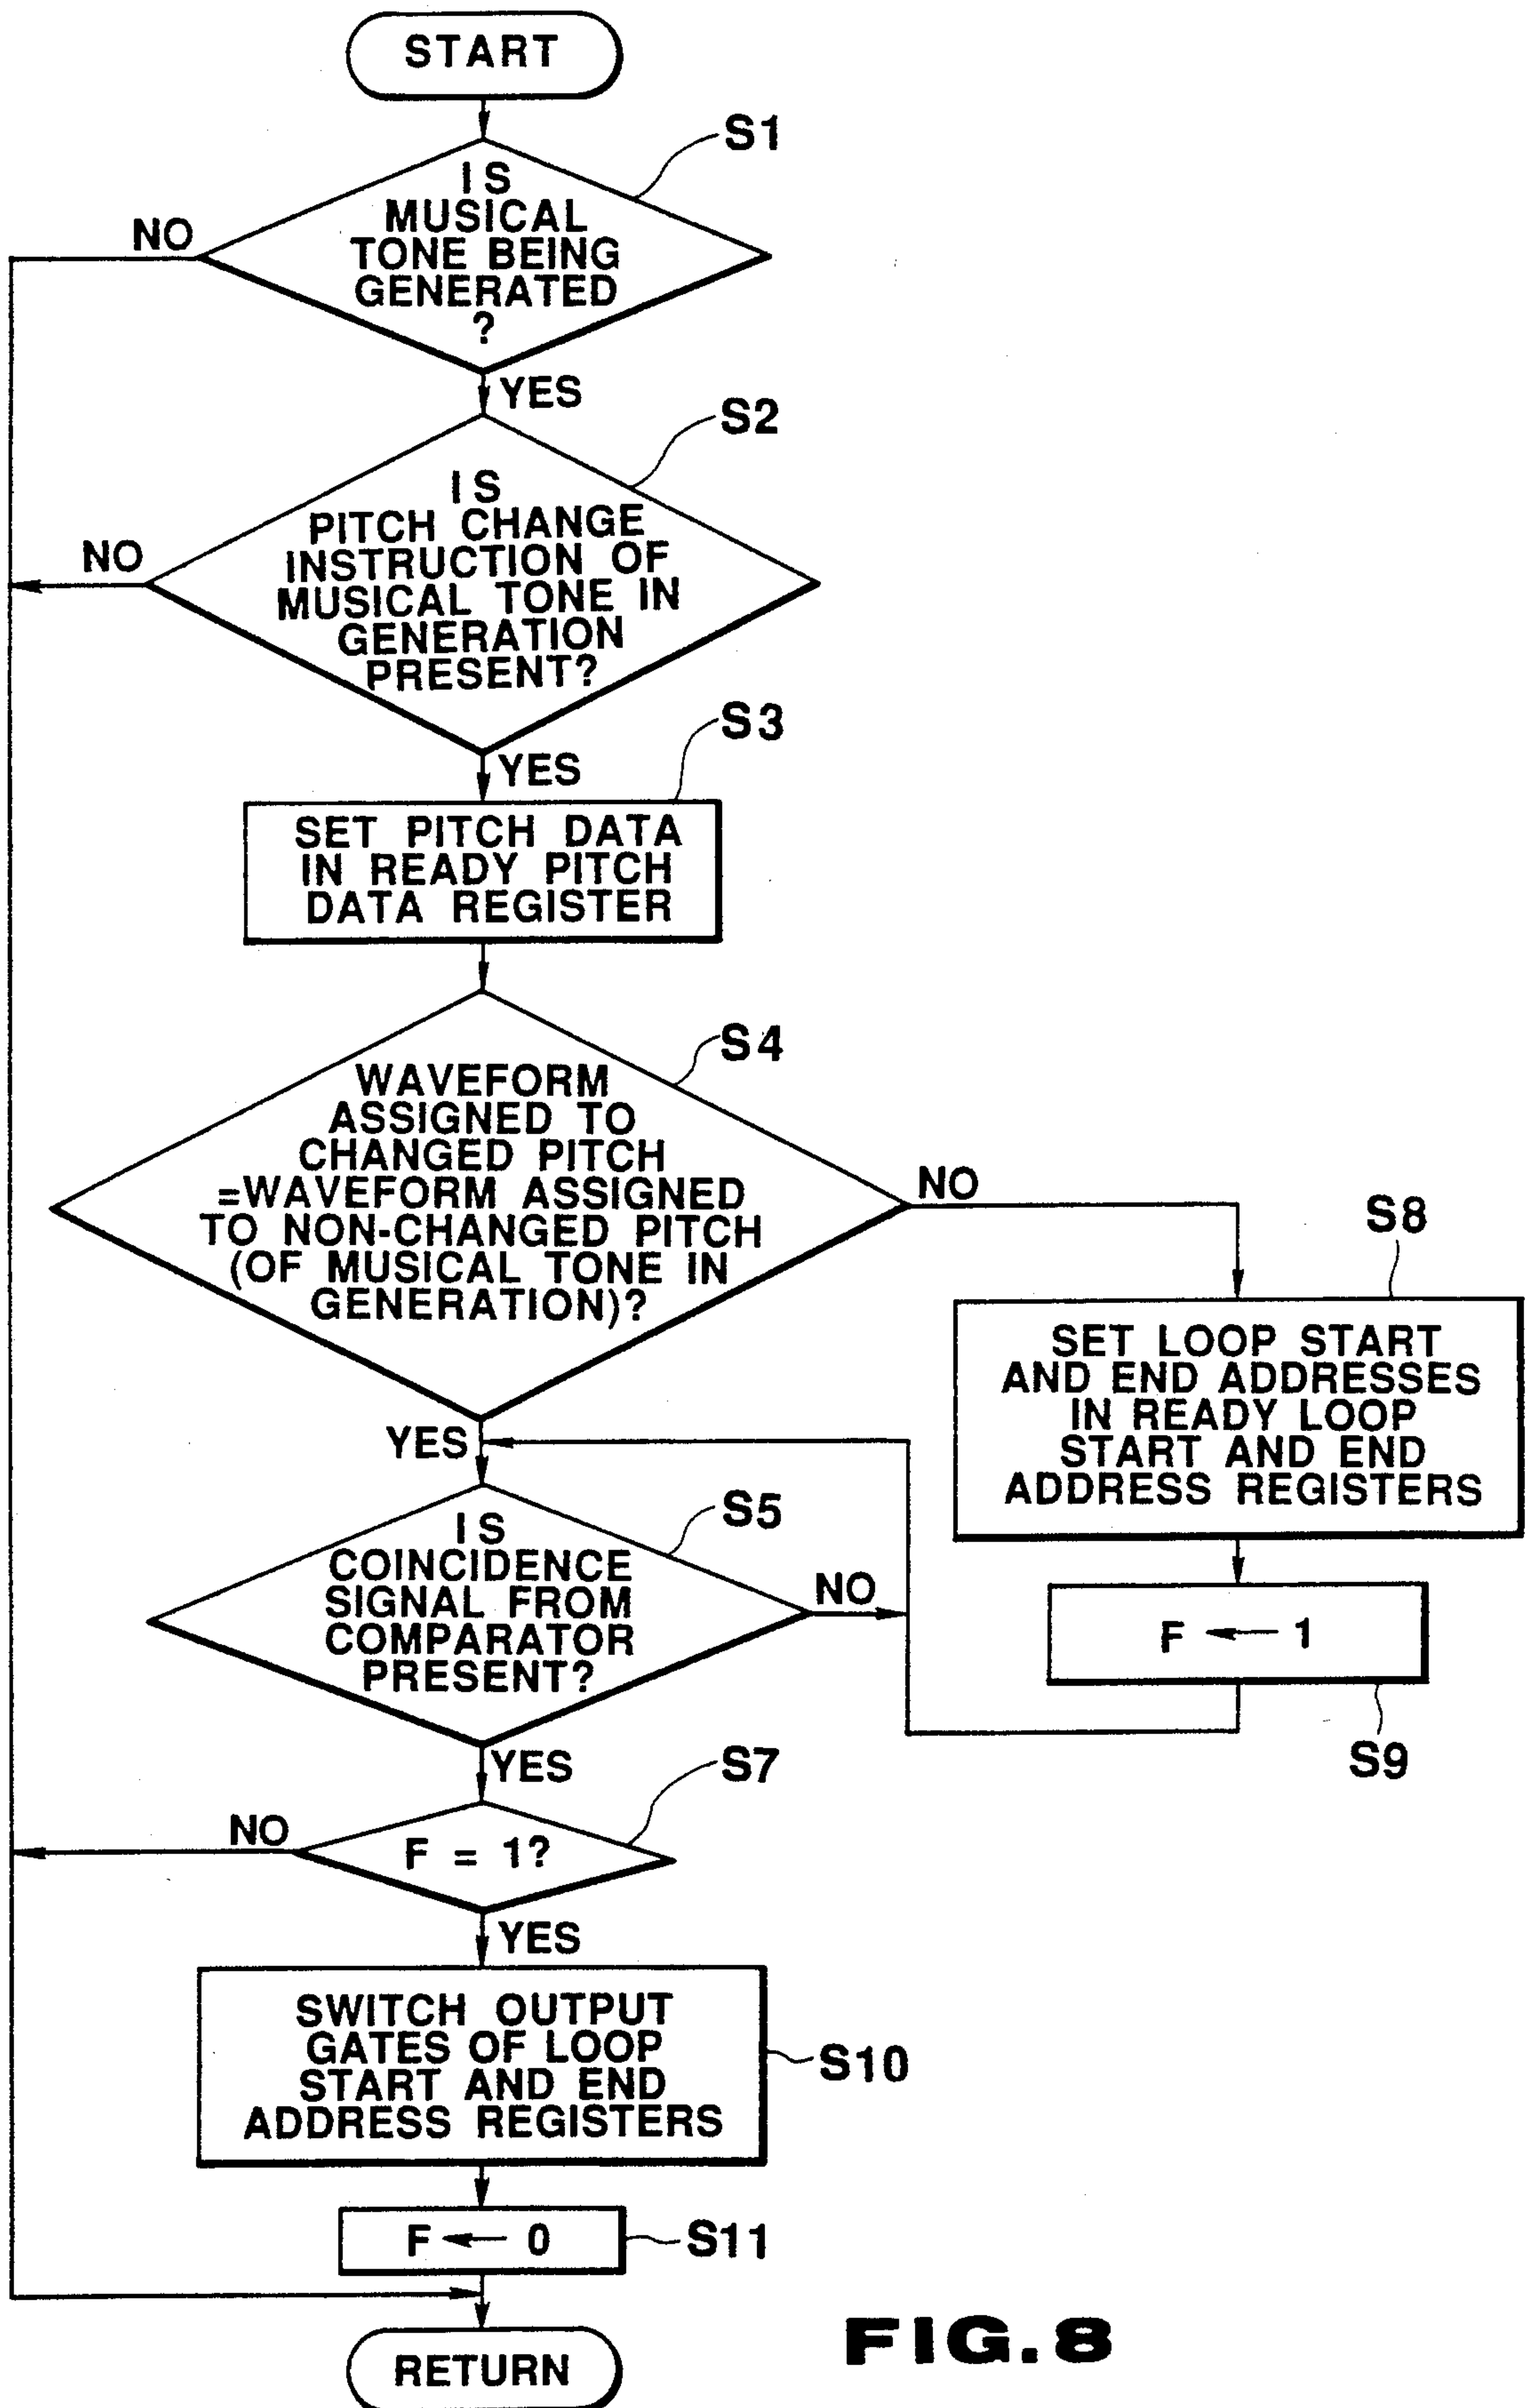 START
S1
IS
MUSICAL
TONE BEING
GENERATED
?
NO
YES
S2
IS
PITCH CHANGE
INSTRUCTION OF
MUSICAL TONE IN
GENERATION
PRESENT?
NO
YES
S3
SET PITCH DATA
IN READY PITCH
DATA REGISTER
S4
WAVEFORM
ASSIGNED TO
CHANGED PITCH
=WAVEFORM ASSIGNED
TO NON-CHANGED PITCH
(OF MUSICAL TONE IN
GENERATION)?
NO
YES
S8
SET LOOP START
AND END ADDRESSES
IN READY LOOP
START AND END
ADDRESS REGISTERS
S5
IS
COINCIDENCE
SIGNAL FROM
COMPARATOR
PRESENT?
NO
YES
F ← 1
S9
S7
F = 1?
NO
YES
SWITCH OUTPUT
GATES OF LOOP
START AND END
ADDRESS REGISTERS
S10
F ← 0
S11
RETURN
FIG.8